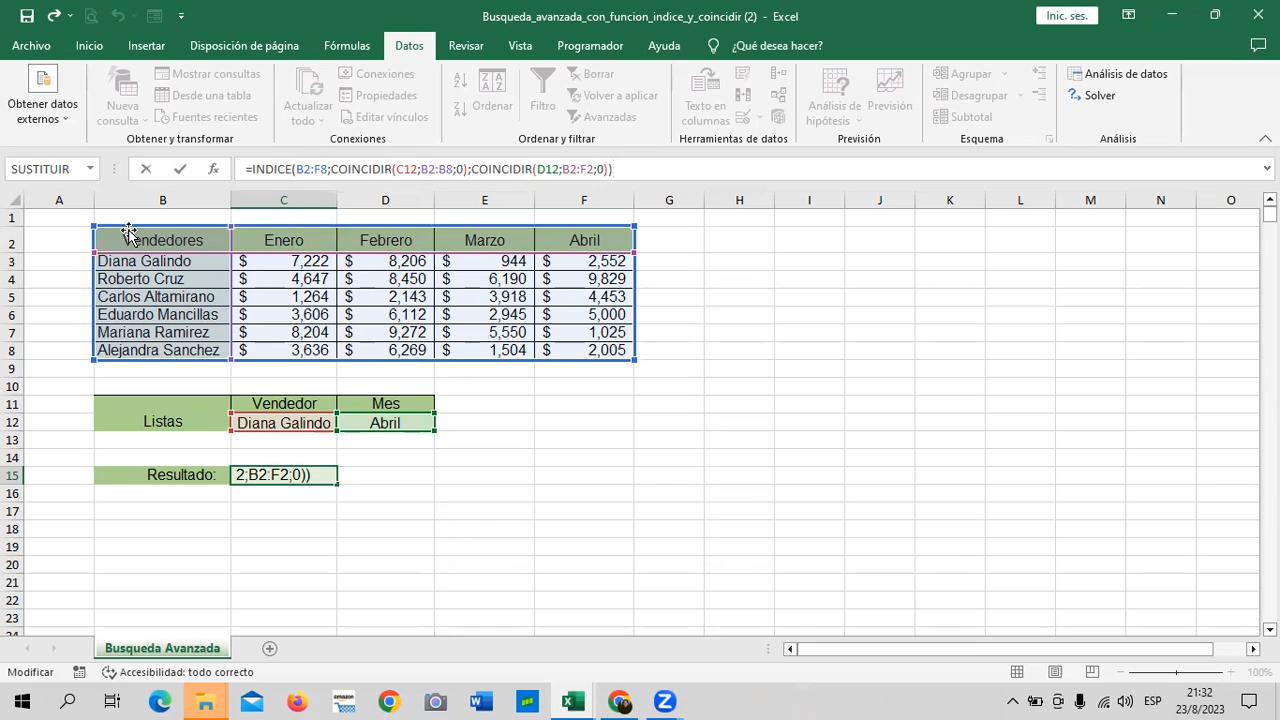 Busqueda_avanzada_con_funcion_indice_y_coincidir (2) - Excel
Inic. ses.
Archivo Inicio Insertar Disposición de página Fórmulas Datos Revisar Vista Programador Ayuda ¿Qué desea hacer?
Obtener datos externos
Nueva consulta
Mostrar consultas
Desde una tabla
Fuentes recientes
Obtener y transformar
Actualizar todo
Conexiones
Propiedades
Editar vínculos
Conexiones
Ordenar
Filtro
Borrar
Volver a aplicar
Avanzadas
Ordenar y filtrar
Texto en columnas
Herramientas de datos
Análisis de hipótesis
Previsión
Previsión
Agrupar
Desagrupar
Subtotal
Esquema
Análisis de datos
Solver
Análisis
SUSTITUIR =INDICE(B2:F8;COINCIDIR(C12;B2:B8;0);COINCIDIR(D12;B2:F2;0))
A B C D E F G H I J K L M N O
1
2 Vendedores Enero Febrero Marzo Abril
3 Diana Galindo $ 7,222 $ 8,206 $ 944 $ 2,552
4 Roberto Cruz $ 4,647 $ 8,450 $ 6,190 $ 9,829
5 Carlos Altamirano $ 1,264 $ 2,143 $ 3,918 $ 4,453
6 Eduardo Mancillas $ 3,606 $ 6,112 $ 2,945 $ 5,000
7 Mariana Ramirez $ 8,204 $ 9,272 $ 5,550 $ 1,025
8 Alejandra Sanchez $ 3,636 $ 6,269 $ 1,504 $ 2,005
9
10
11 Vendedor Mes
12 Listas Diana Galindo Abril
13
14
15 Resultado: 2;B2:F2;0))
16
17
18
19
20
21
22
23
Busqueda Avanzada
Modificar Accesibilidad: todo correcto 100%
ESP 21:32
23/8/2023